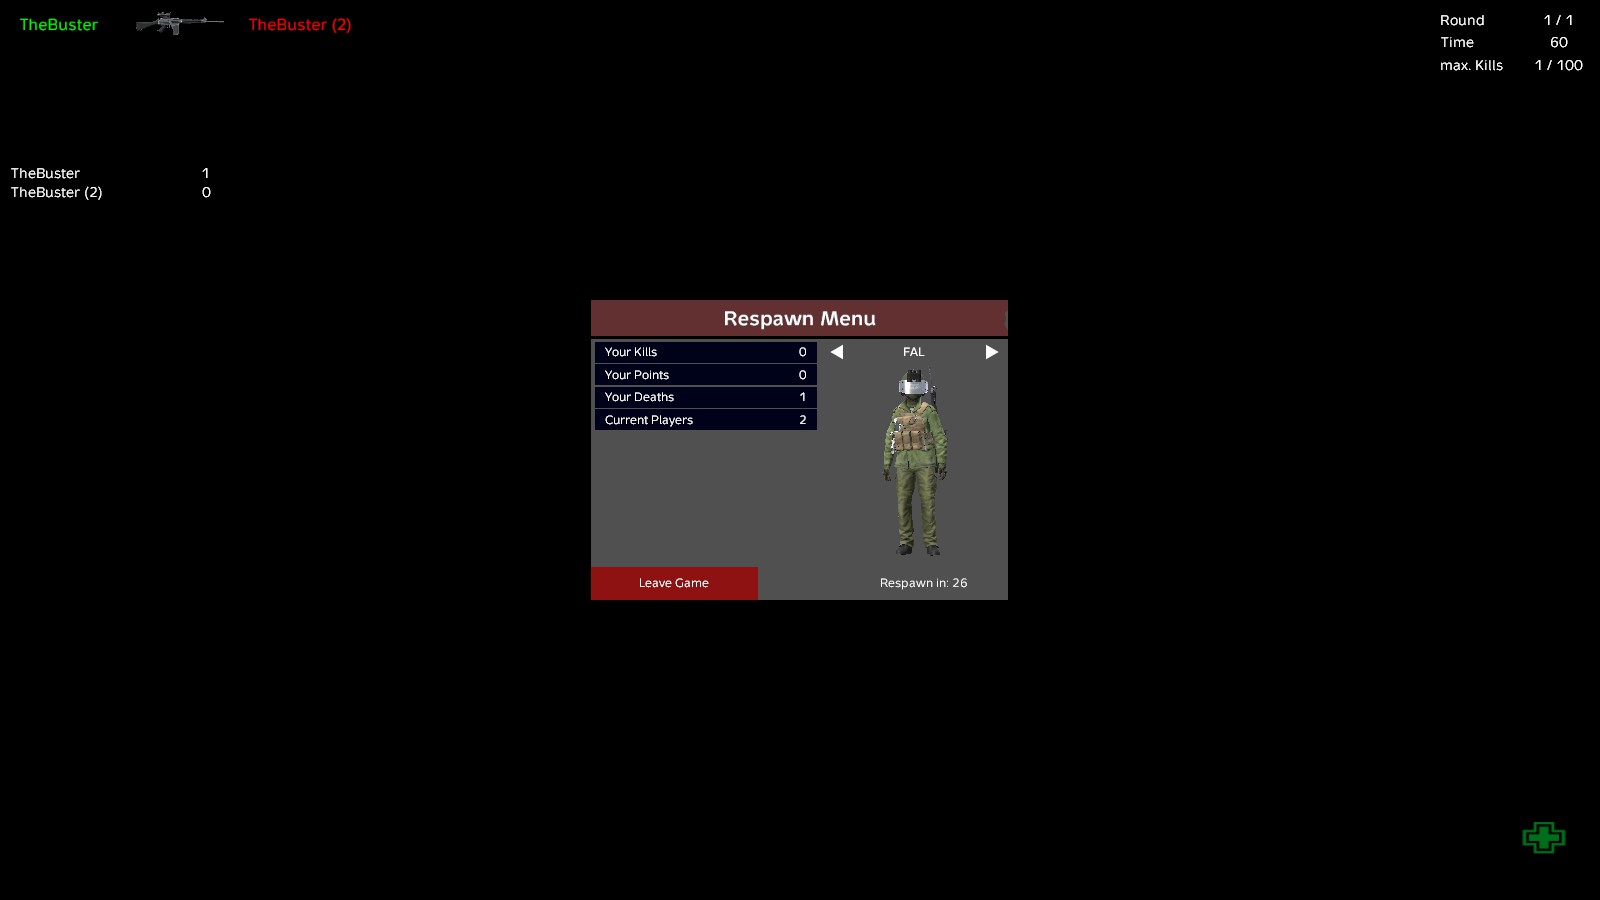 TheBuster TheBuster (2)
Round 1 / 1
Time 60
max. Kills 1 / 100
TheBuster 1
TheBuster (2) 0
Respawn Menu
Your Kills 0
Your Points 0
Your Deaths 1
Current Players 2
FAL
Leave Game
Respawn in: 26